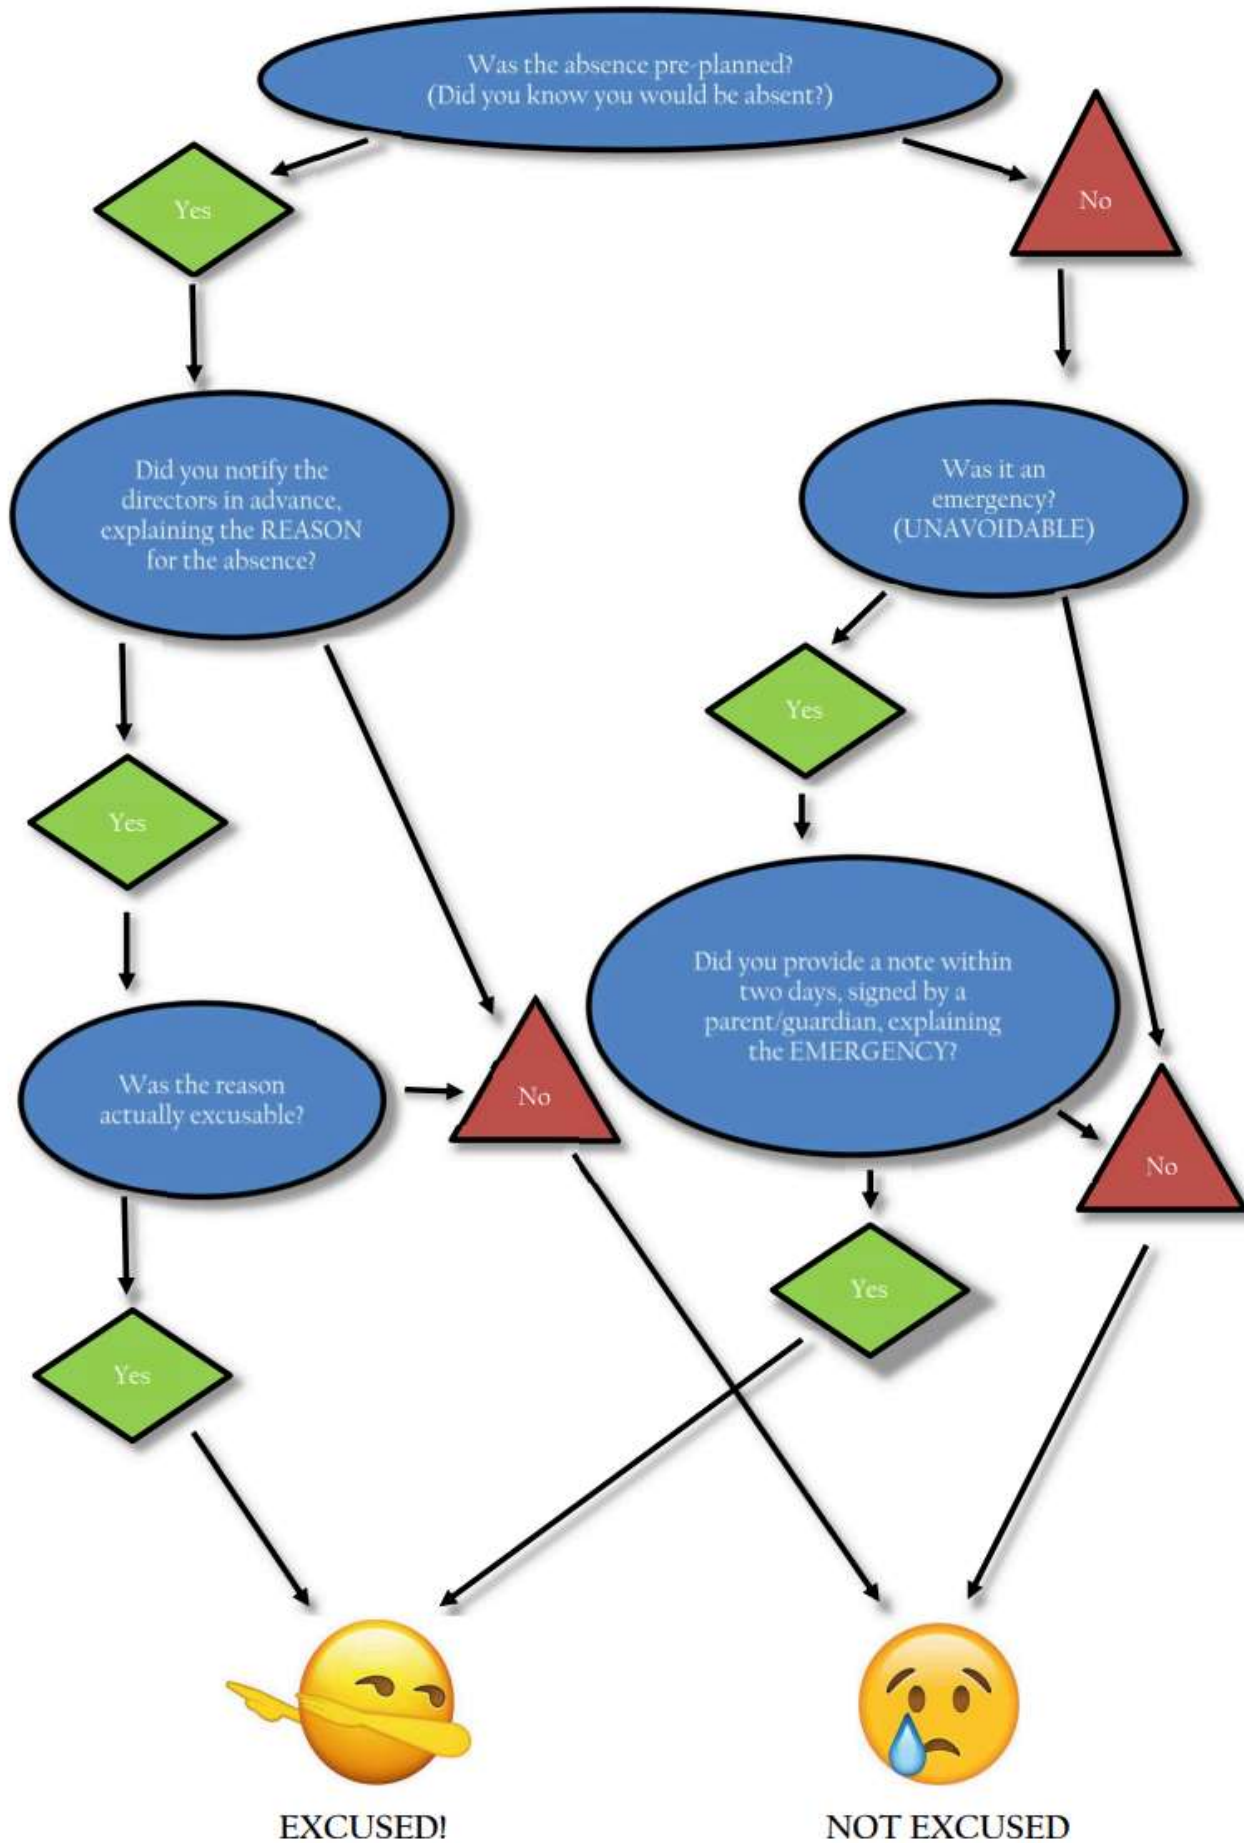 Was the absence pre-planned?
(Did you know you would be absent?)
Yes
No
Did you notify the
directors in advance,
explaining the REASON
for the absence?
Was it an
emergency?
(UNAVOIDABLE)
Yes
Yes
Did you provide a note within
two days, signed by a
parent/guardian, explaining
the EMERGENCY?
Was the reason
actually excusable?
No
No
Yes
Yes
EXCUSED!
NOT EXCUSED